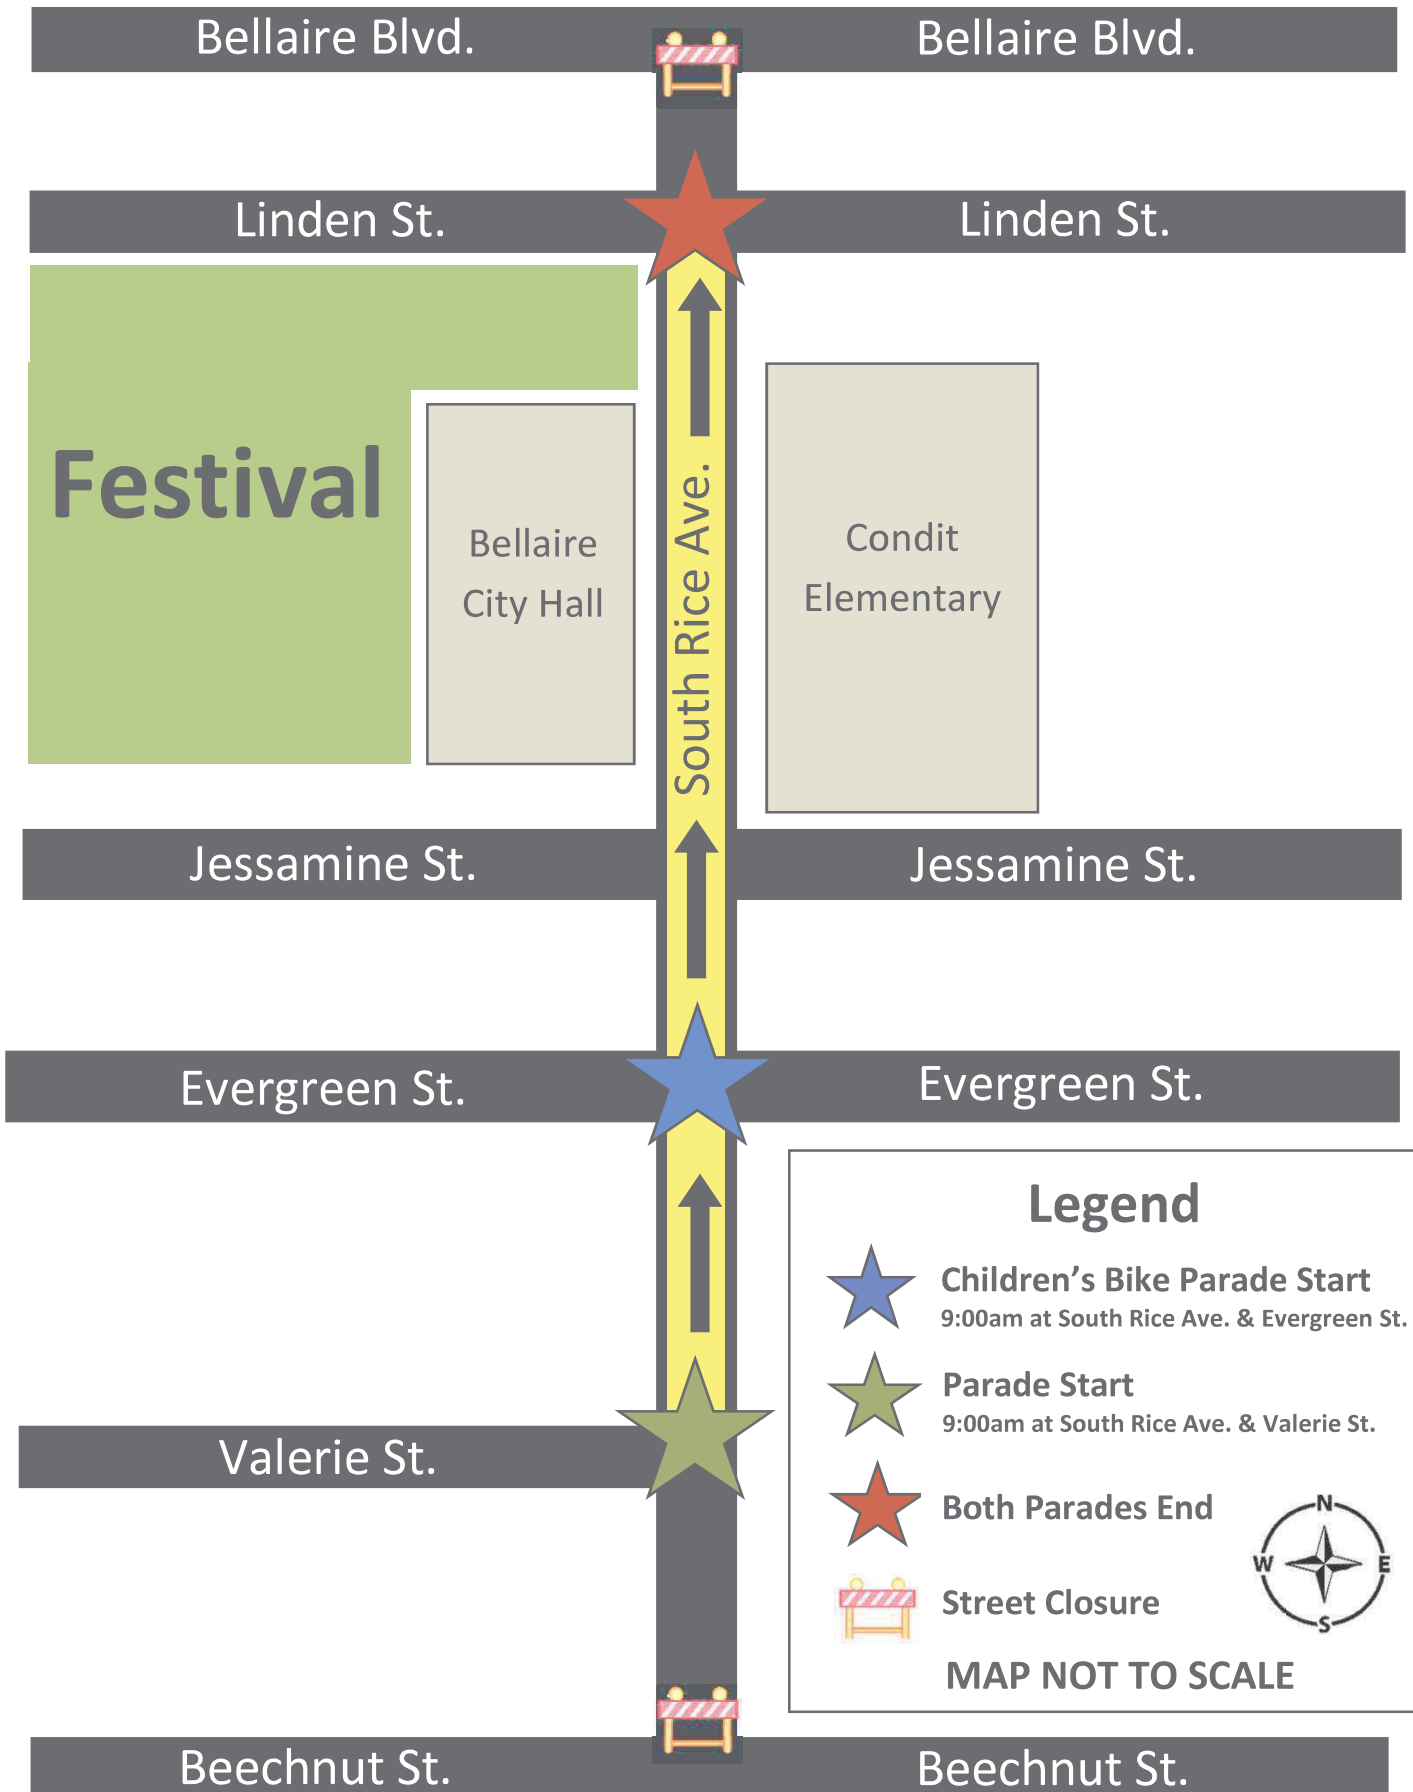 Bellaire Blvd.
Bellaire Blvd.
Linden St.
Linden St.
Festival
Bellaire
City Hall
South Rice Ave.
Condit
Elementary
Jessamine St.
Jessamine St.
Evergreen St.
Evergreen St.
Legend
Children's Bike Parade Start
9:00am at South Rice Ave. & Evergreen St.
Parade Start
9:00am at South Rice Ave. & Valerie St.
Valerie St.
Both Parades End
N
W
E
S
Street Closure
MAP NOT TO SCALE
Beechnut St.
Beechnut St.